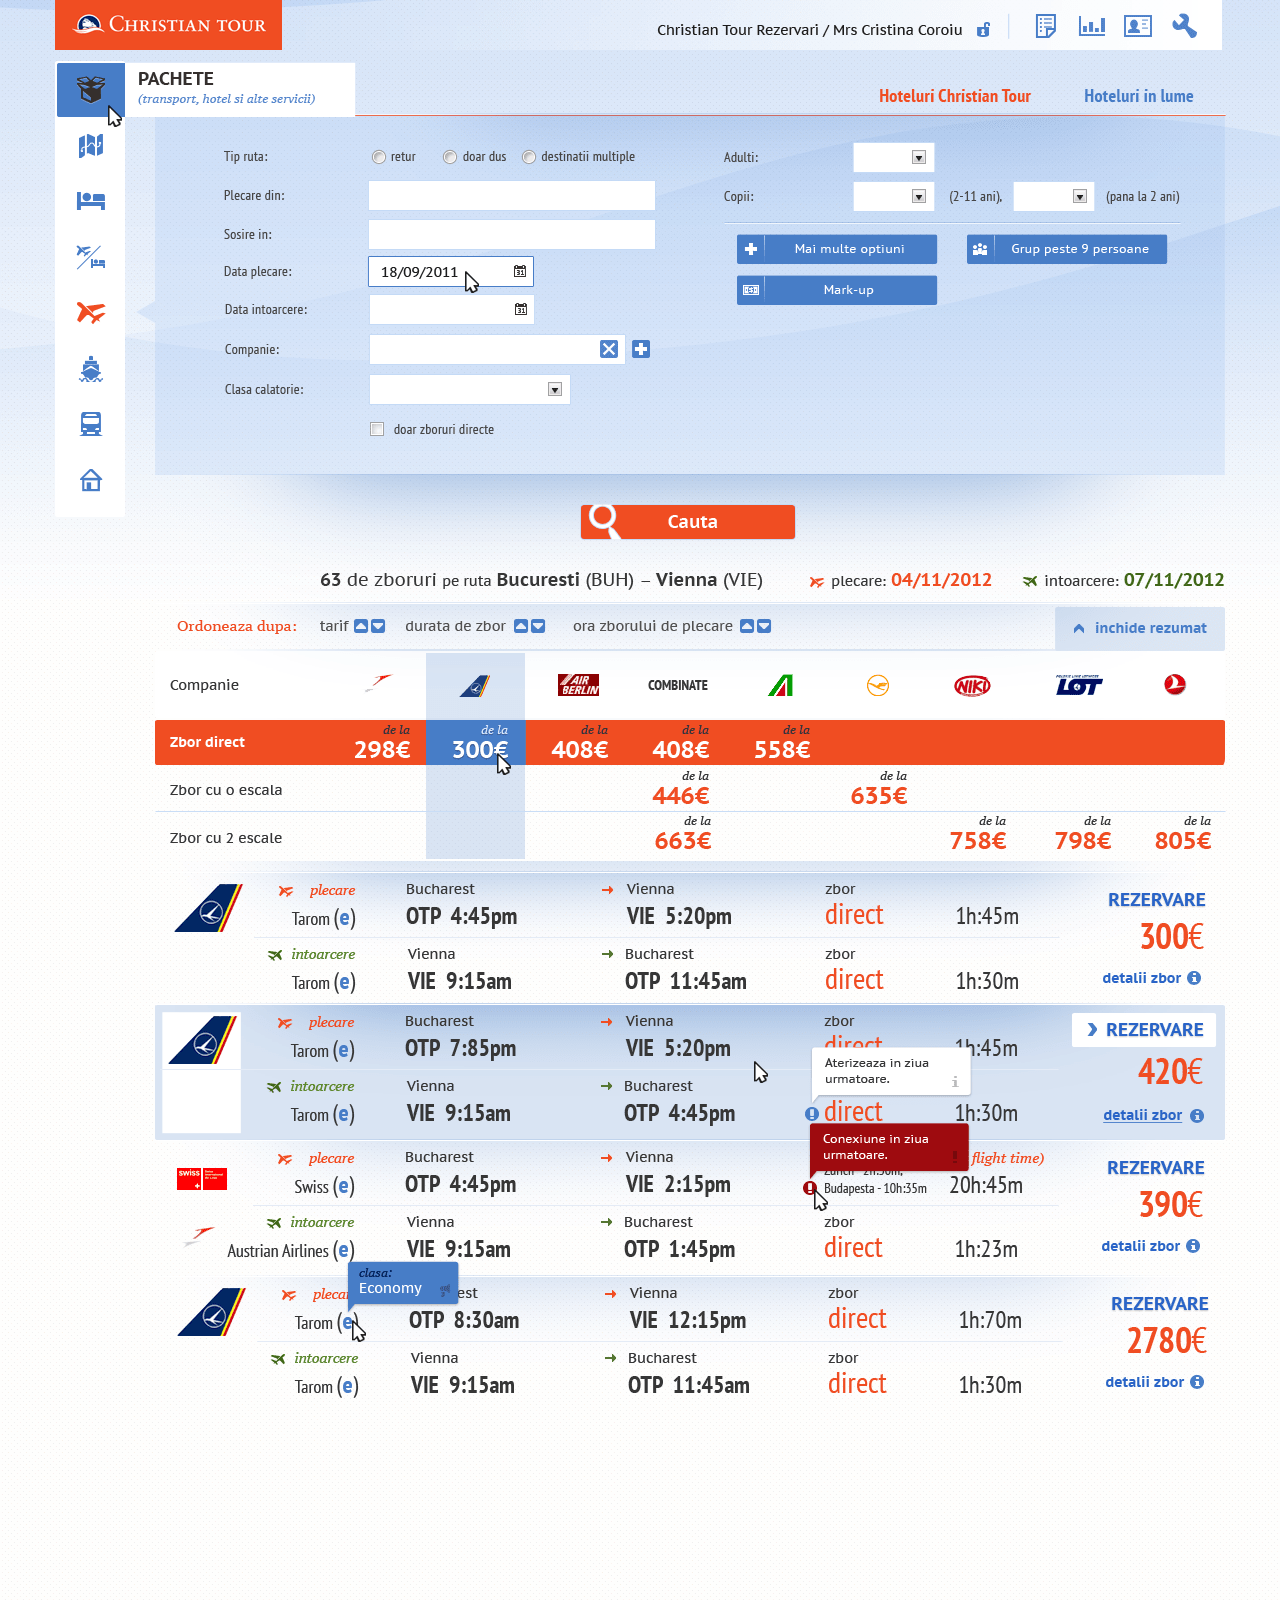 CHRISTIAN TOUR
Christian Tour Rezervari / Mrs Cristina Coroiu
PACHETE
(transport, hotel si alte servicii)
Hoteluri Christian Tour
Hoteluri in lume
Tip ruta: retur doar dus destinatii multiple
Adulti:
Plecare din:
Copii: (2-11 ani), (pana la 2 ani)
Sosire in:
Mai multe optiuni
Grup peste 9 persoane
Data plecare: 18/09/2011
Mark-up
Data intoarcere:
Companie:
Clasa calatorie:
doar zboruri directe
Cauta
63 de zboruri pe ruta Bucuresti (BUH) – Vienna (VIE) plecare: 04/11/2012 intoarcere: 07/11/2012
Ordoneaza dupa: tarif durata de zbor ora zborului de plecare inchide rezumat
Companie AIR BERLIN COMBINATE NIKI LOT
Zbor direct de la 298€ de la 300€ de la 408€ de la 408€ de la 558€
Zbor cu o escala de la 446€ de la 635€
Zbor cu 2 escale de la 663€ de la 758€ de la 798€ de la 805€
plecare Bucharest Vienna zbor REZERVARE
Tarom (e) OTP 4:45pm VIE 5:20pm direct 1h:45m 300€
intoarcere Vienna Bucharest zbor
Tarom (e) VIE 9:15am OTP 11:45am direct 1h:30m detalii zbor
plecare Bucharest Vienna zbor REZERVARE
Tarom (e) OTP 7:85pm VIE 5:20pm direct 1h:45m 420€
Aterizeaza in ziua
urmatoare.
intoarcere Vienna Bucharest
Tarom (e) VIE 9:15am OTP 4:45pm direct 1h:30m detalii zbor
Conexiune in ziua
urmatoare.
swiss plecare Bucharest Vienna flight time) REZERVARE
Zurich - 2h:30m,
Swiss (e) OTP 4:45pm VIE 2:15pm Budapesta - 10h:35m 20h:45m 390€
intoarcere Vienna Bucharest zbor
Austrian Airlines (e) VIE 9:15am OTP 1:45pm direct 1h:23m detalii zbor
clasa:
Economy
plecar est Vienna zbor REZERVARE
Tarom (e) OTP 8:30am VIE 12:15pm direct 1h:70m 2780€
intoarcere Vienna Bucharest zbor
Tarom (e) VIE 9:15am OTP 11:45am direct 1h:30m detalii zbor